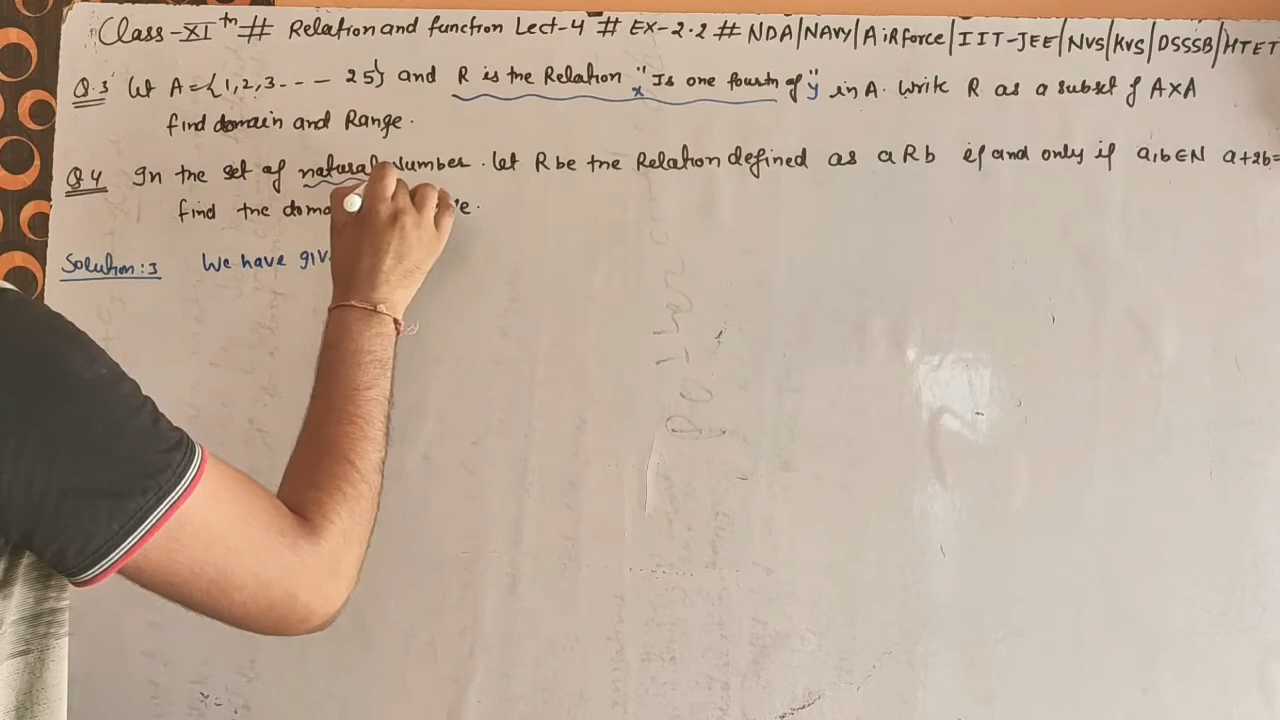 Class-XIth # Relation and function Lect-4 # EX-2.2 # NDA/NAVY/AiRforce/IIT-JEE/NVS/KVS/DSSSB/HTET
Q.3 let A={1,2,3---- 25} and R is the Relation "Is one fourth of" in A. Write R as a subset of A×A
x y
find domain and Range.
Q4 In the set of natural Number. let R be the Relation defined as aRb if and only if a,b∈N a+2b=
find the
Solution:3 We have